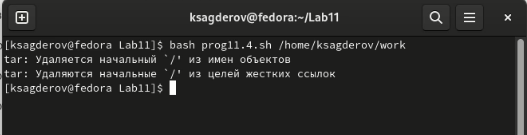 ksagderov@fedora:~/Lab11
[ksagderov@fedora Lab11]$ bash prog11.4.sh /home/ksagderov/work
tar: Удаляется начальный `/' из имен объектов
tar: Удаляются начальные `/' из целей жестких ссылок
[ksagderov@fedora Lab11]$